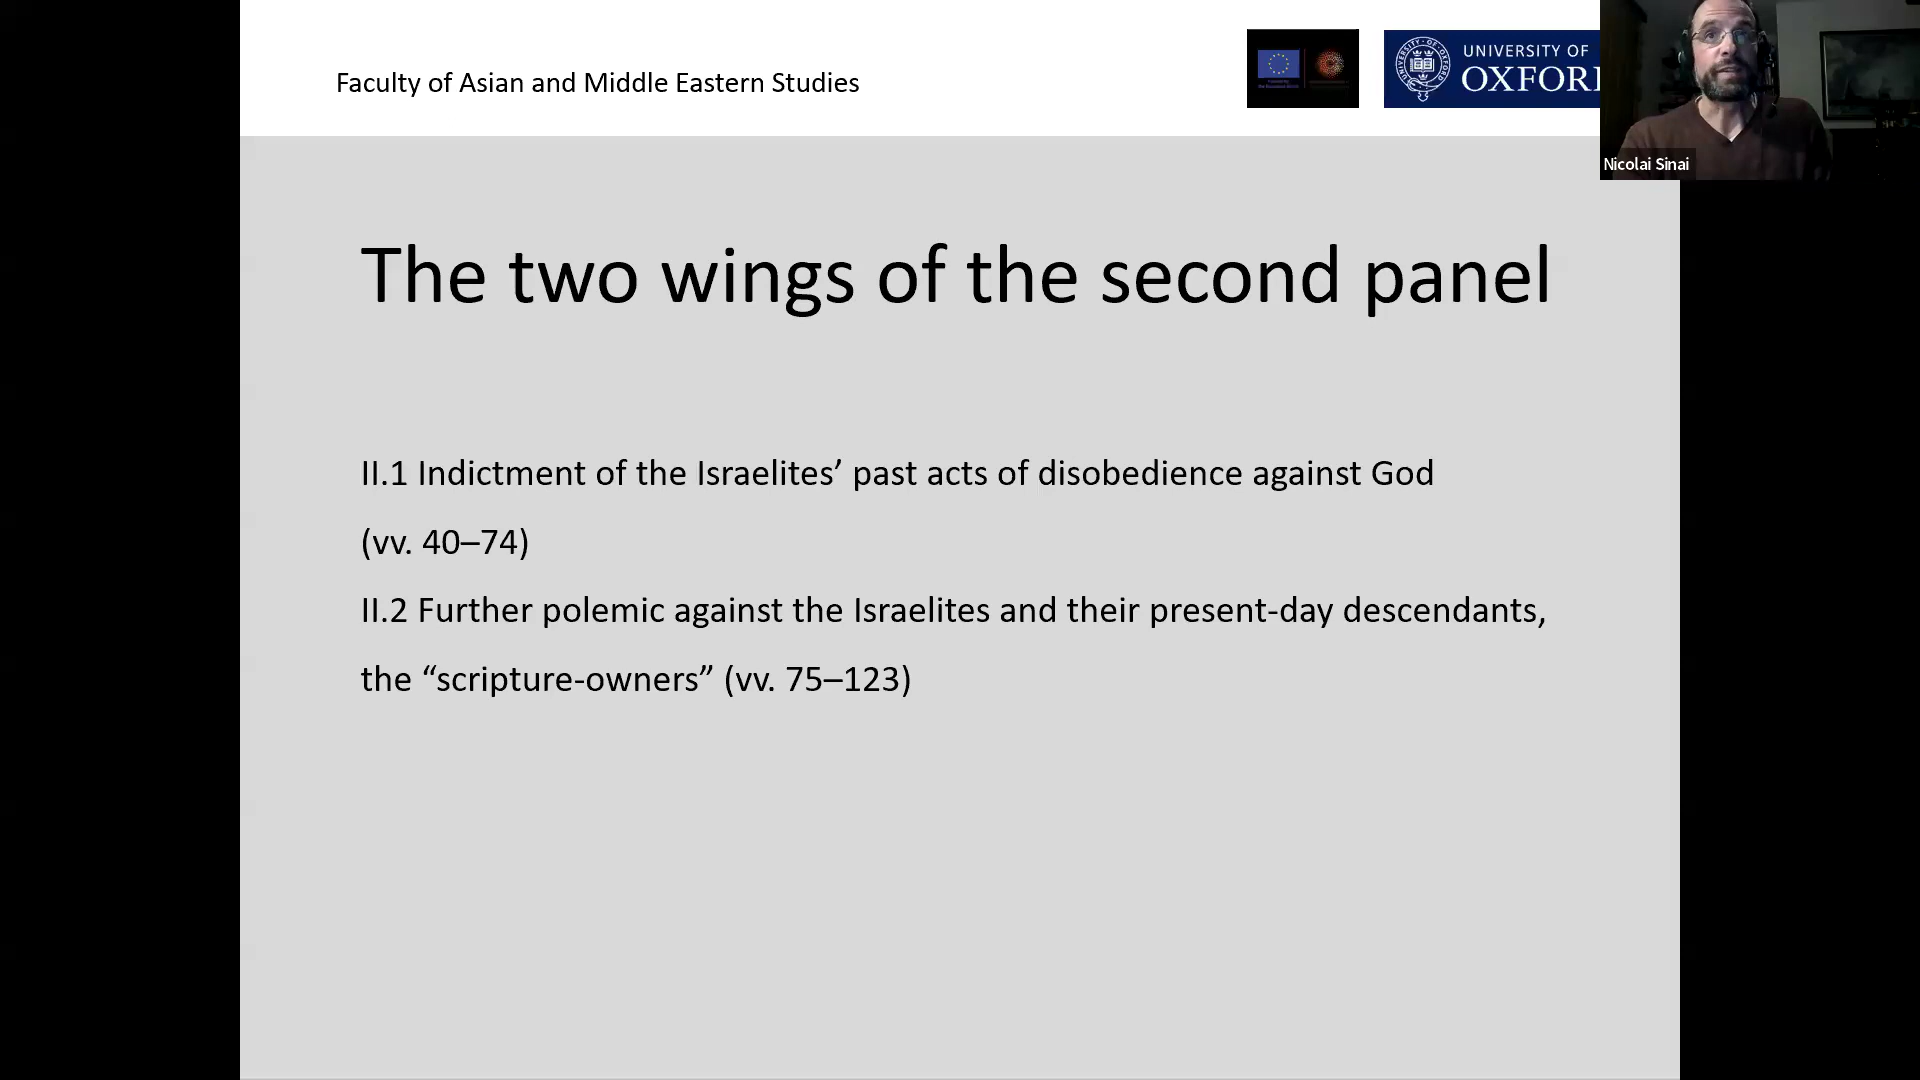 Faculty of Asian and Middle Eastern Studies
UNIVERSITY OF
OXFOR
Nicolai Sinai
The two wings of the second panel
II.1 Indictment of the Israelites’ past acts of disobedience against God
(vv. 40–74)
II.2 Further polemic against the Israelites and their present-day descendants,
the “scripture-owners” (vv. 75–123)